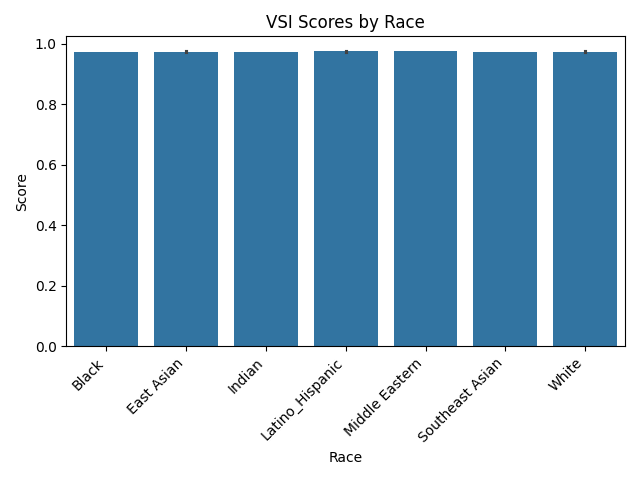 VSI Scores by Race
Score
1.0
0.8
0.6
0.4
0.2
0.0
Black
East Asian
Indian
Latino_Hispanic
Middle Eastern
Southeast Asian
White
Race